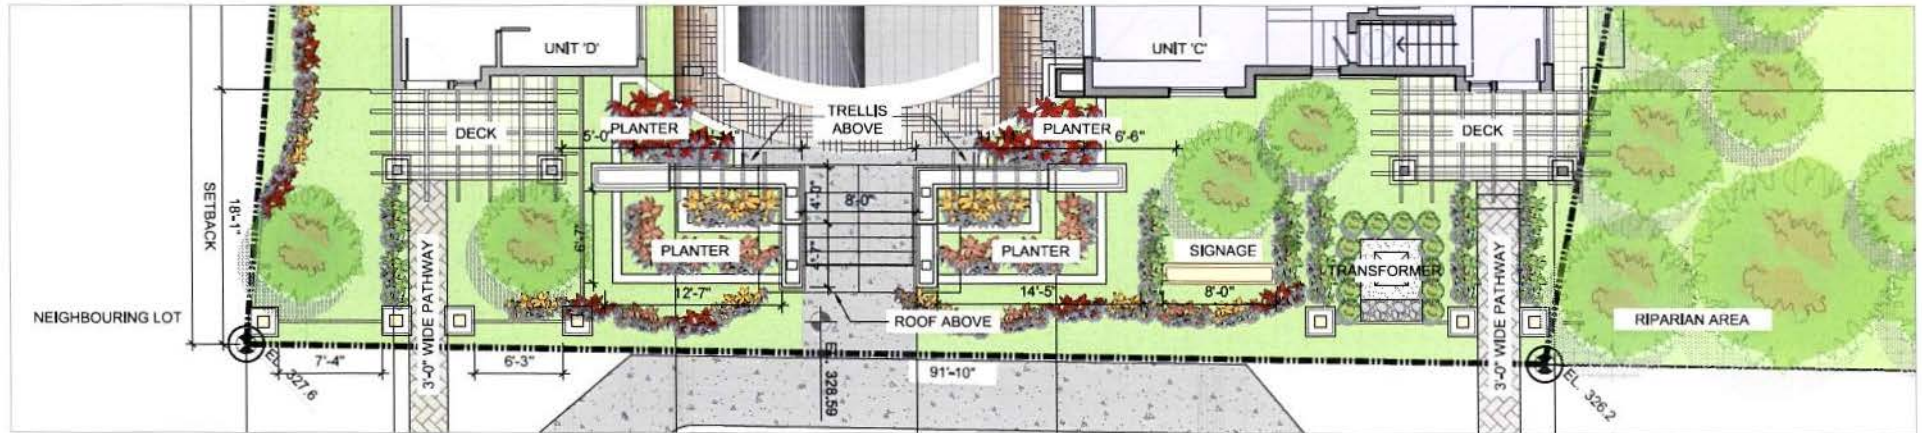 UNIT 'D'
UNIT 'C'
TRELLIS
ABOVE
DECK
5'-0"
PLANTER
PLANTER
6'-6"
DECK
SETBACK
18'-1"
4'-0"
8'-0"
PLANTER
PLANTER
SIGNAGE
TRANSFORMER
3'-0" WIDE PATHWAY
3'-0" WIDE PATHWAY
12'-7"
14'-5"
8'-0"
NEIGHBOURING LOT
ROOF ABOVE
RIPARIAN AREA
EL. 327.6
7'-4"
6'-3"
EL. 328.59
91'-10"
EL. 326.2